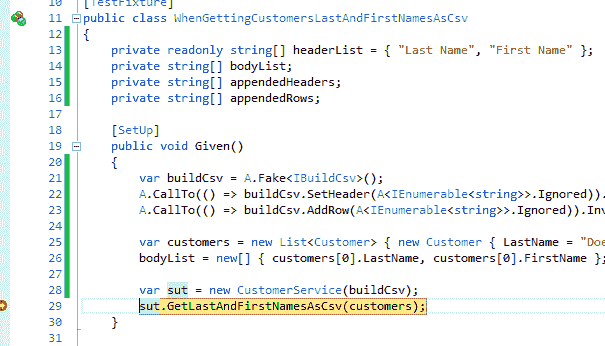 10 [TestFixture]
11 public class WhenGettingCustomersLastAndFirstNamesAsCsv
12 {
13 private readonly string[] headerList = { "Last Name", "First Name" };
14 private string[] bodyList;
15 private string[] appendedHeaders;
16 private string[] appendedRows;
17
18 [SetUp]
19 public void Given()
20 {
21 var buildCsv = A.Fake<IBuildCsv>();
22 A.CallTo(() => buildCsv.SetHeader(A<IEnumerable<string>>.Ignored)).
23 A.CallTo(() => buildCsv.AddRow(A<IEnumerable<string>>.Ignored)).Inv
24
25 var customers = new List<Customer> { new Customer { LastName = "Doe
26 bodyList = new[] { customers[0].LastName, customers[0].FirstName };
27
28 var sut = new CustomerService(buildCsv);
29 sut.GetLastAndFirstNamesAsCsv(customers);
30 }
31